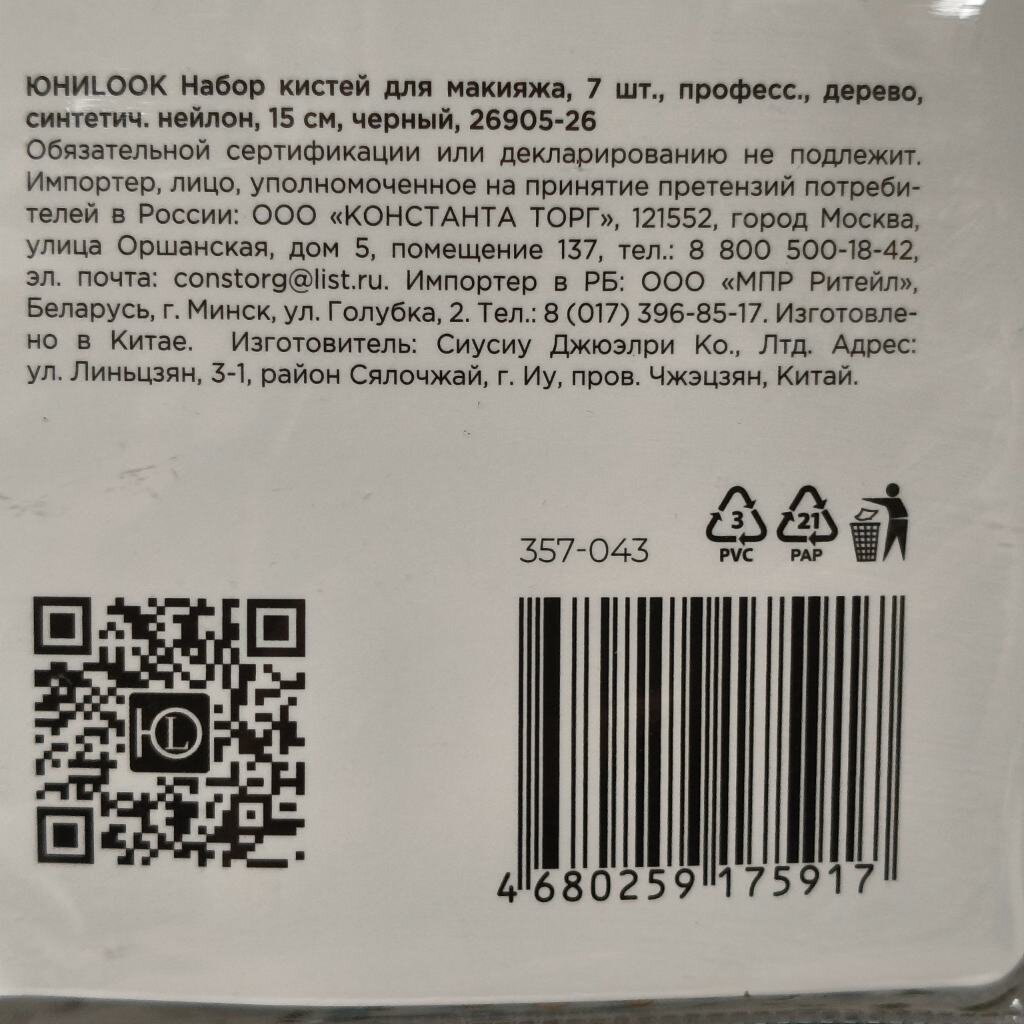 ЮНИLOOK Набор кистей для макияжа, 7 шт., професс., дерево,
синтетич. нейлон, 15 см, черный, 26905-26
Обязательной сертификации или декларированию не подлежит.
Импортер, лицо, уполномоченное на принятие претензий потреби-
телей в России: ООО «КОНСТАНТА ТОРГ», 121552, город Москва,
улица Оршанская, дом 5, помещение 137, тел.: 8 800 500-18-42,
эл. почта: constorg@list.ru. Импортер в РБ: ООО «МПР Ритейл»,
Беларусь, г. Минск, ул. Голубка, 2. Тел.: 8 (017) 396-85-17. Изготовле-
но в Китае. Изготовитель: Сиусиу Джюэлри Ко., Лтд. Адрес:
ул. Линьцзян, 3-1, район Сялочжай, г. Иу, пров. Чжэцзян, Китай.
357-043
3 21
PVC PAP
ЮL
4 680259 175917